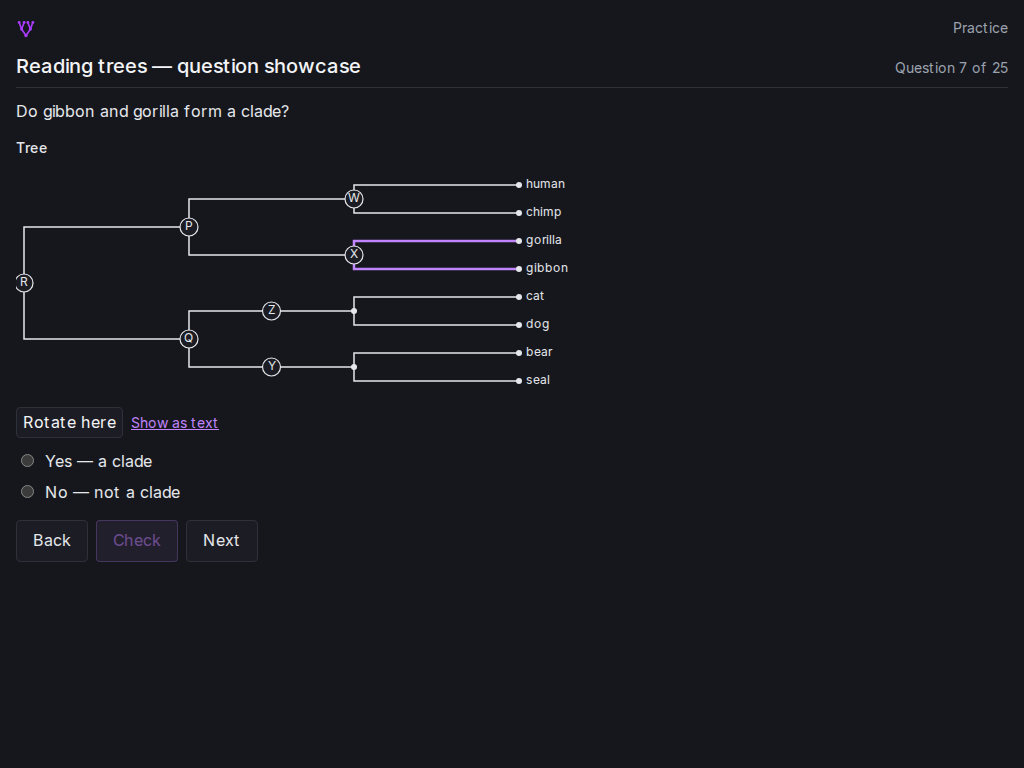 Practice
Reading trees — question showcase
Question 7 of 25
Do gibbon and gorilla form a clade?
Tree
human
W
chimp
P
gorilla
X
gibbon
R
cat
Z
dog
Q
bear
Y
seal
Rotate here
Show as text
Yes — a clade
No — not a clade
Back
Check
Next